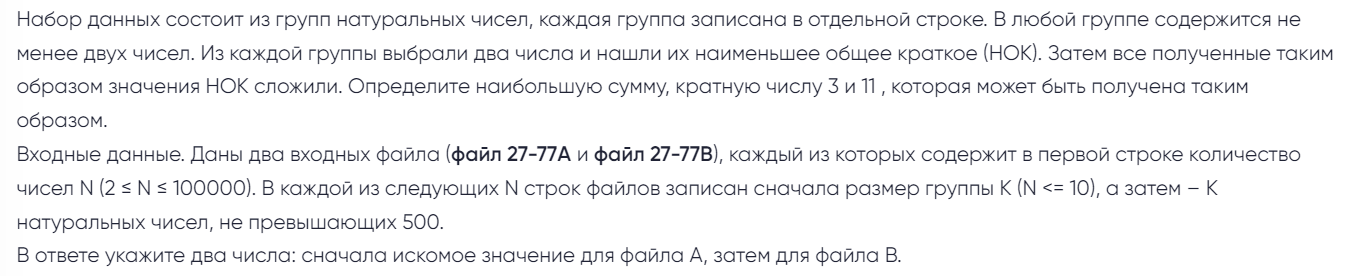 Набор данных состоит из групп натуральных чисел, каждая группа записана в отдельной строке. В любой группе содержится не
менее двух чисел. Из каждой группы выбрали два числа и нашли их наименьшее общее краткое (НОК). Затем все полученные таким
образом значения НОК сложили. Определите наибольшую сумму, кратную числу 3 и 11 , которая может быть получена таким
образом.
Входные данные. Даны два входных файла (файл 27-77A и файл 27-77B), каждый из которых содержит в первой строке количество
чисел N (2 ≤ N ≤ 100000). В каждой из следующих N строк файлов записан сначала размер группы K (N <= 10), а затем – K
натуральных чисел, не превышающих 500.
В ответе укажите два числа: сначала искомое значение для файла А, затем для файла B.